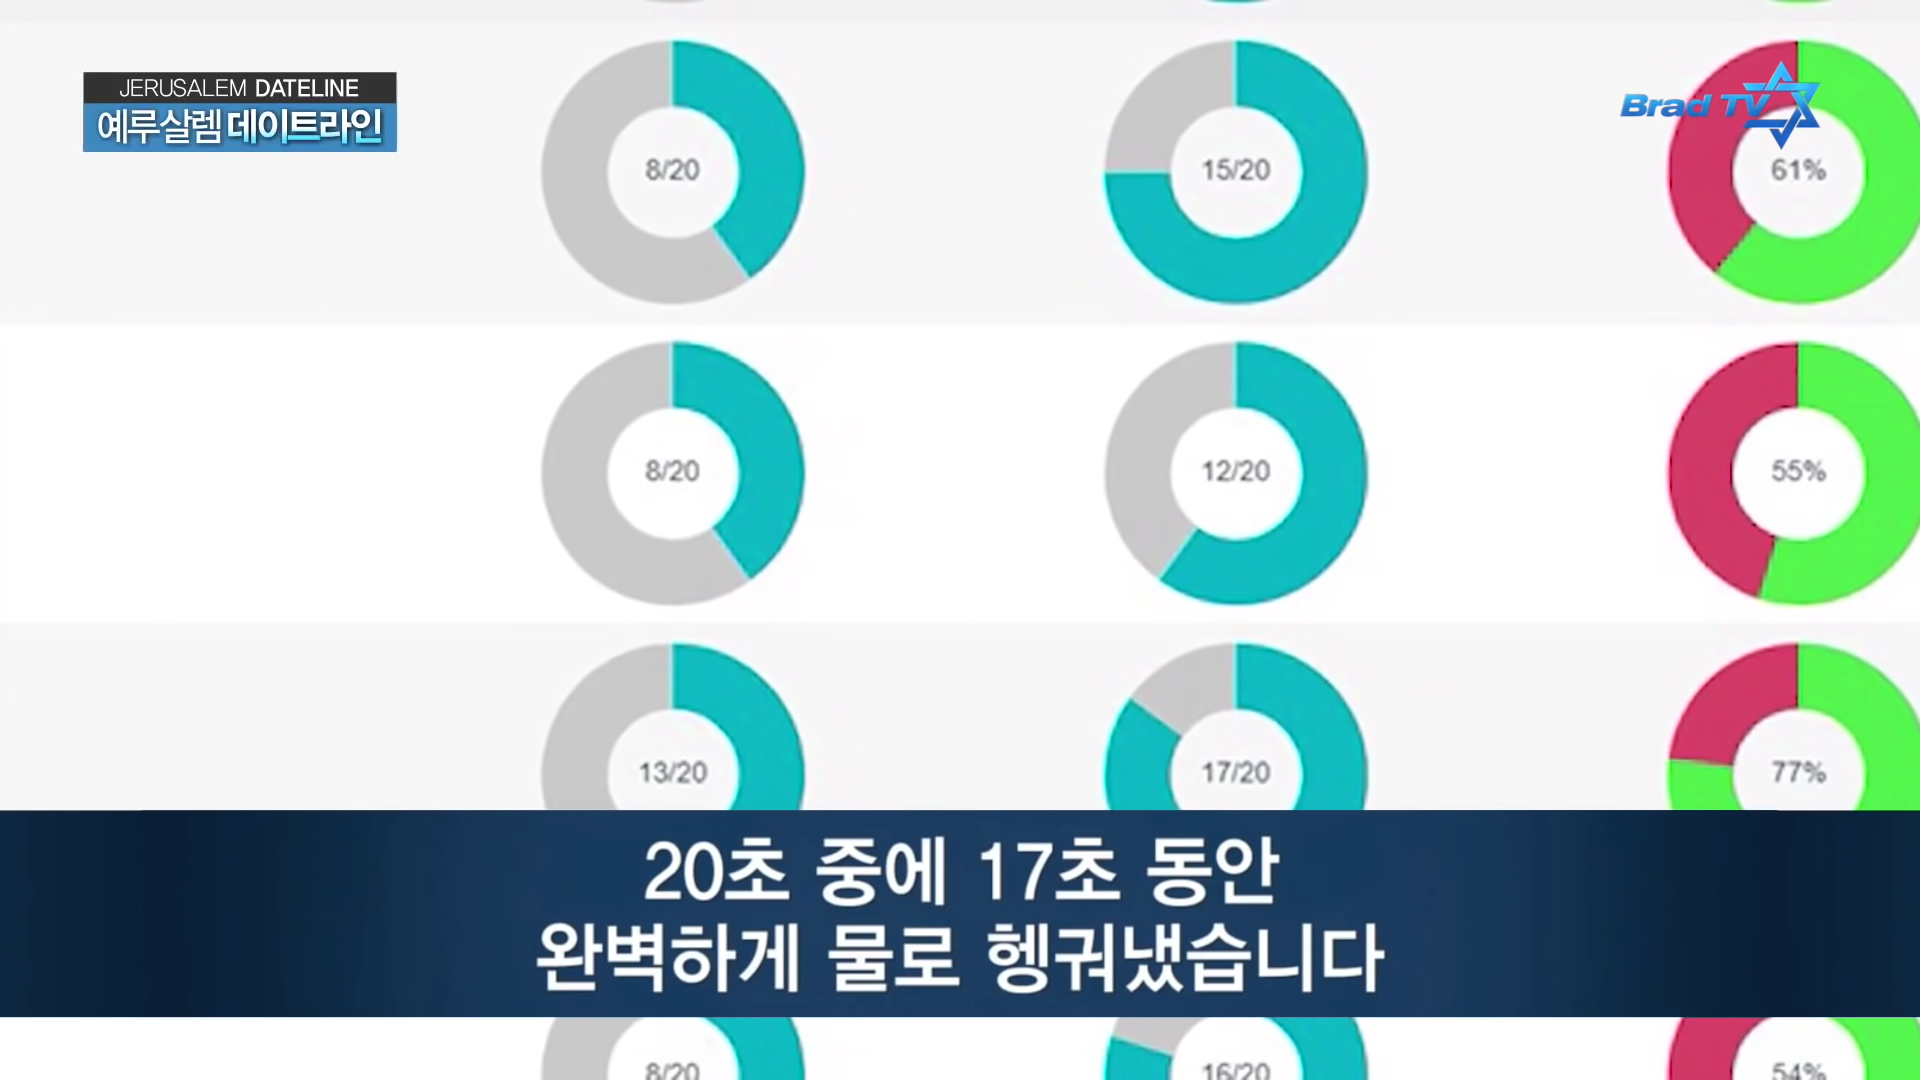 JERUSALEM DATELINE
예루살렘 데이트라인
Brad TV
8/20
15/20
61%
8/20
12/20
55%
13/20
17/20
77%
20초 중에 17초 동안
완벽하게 물로 헹궈냈습니다
8/20
16/20
54%